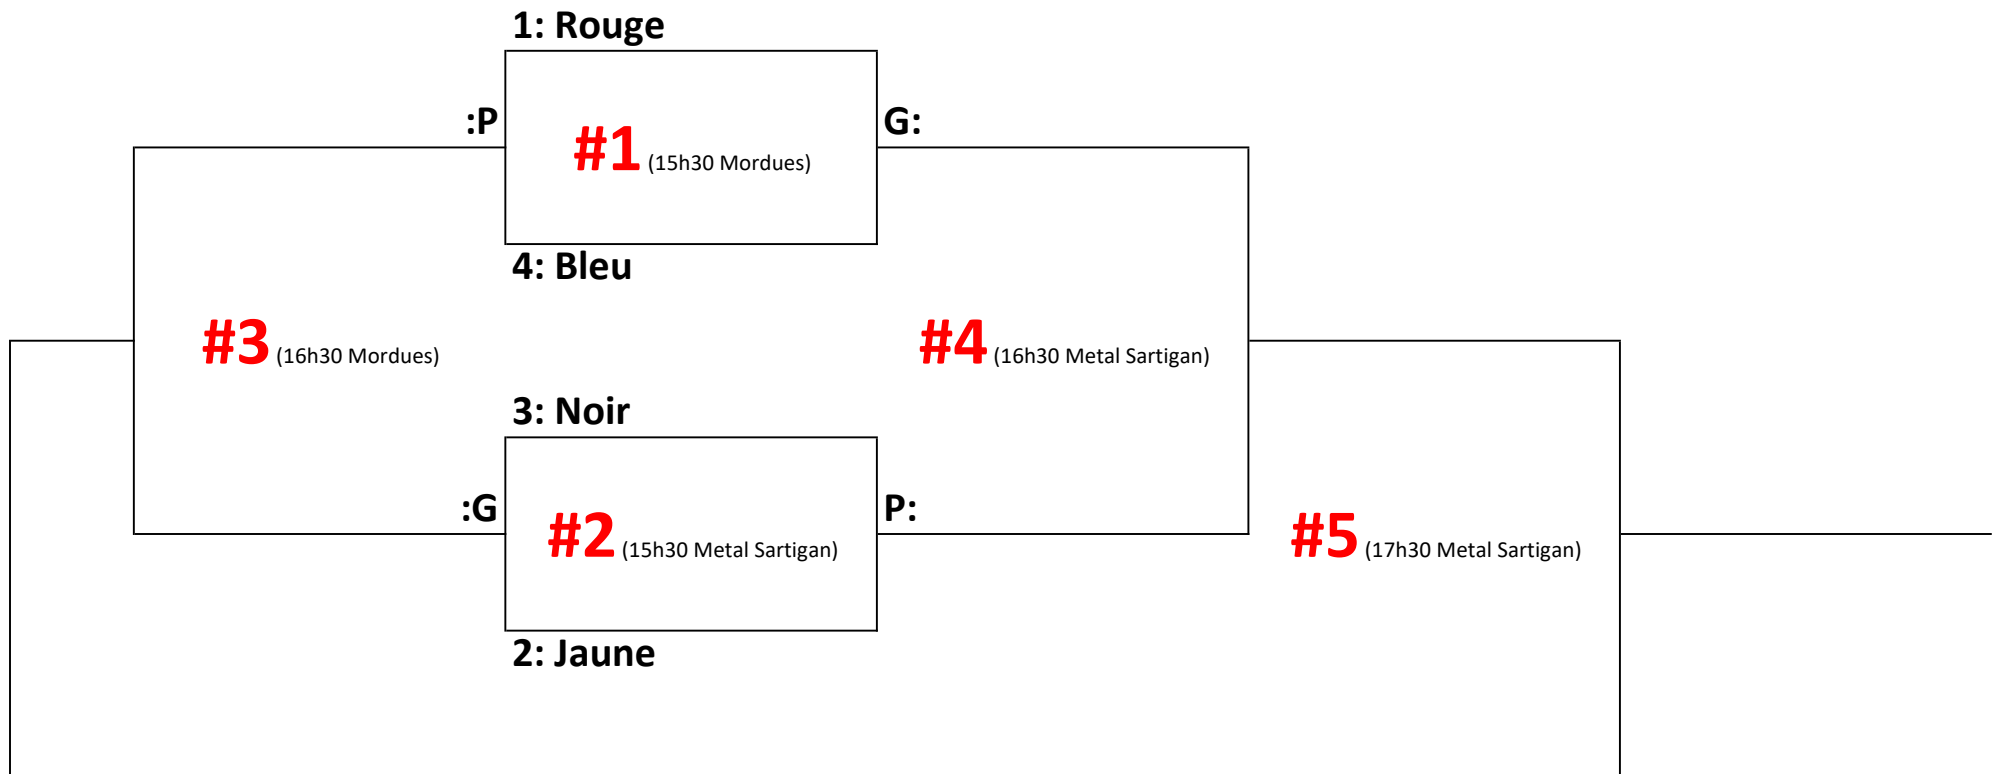 1: Rouge
:P
#1 (15h30 Mordues)
G:
4: Bleu
#3 (16h30 Mordues)
#4 (16h30 Metal Sartigan)
3: Noir
:G
#2 (15h30 Metal Sartigan)
P:
#5 (17h30 Metal Sartigan)
2: Jaune